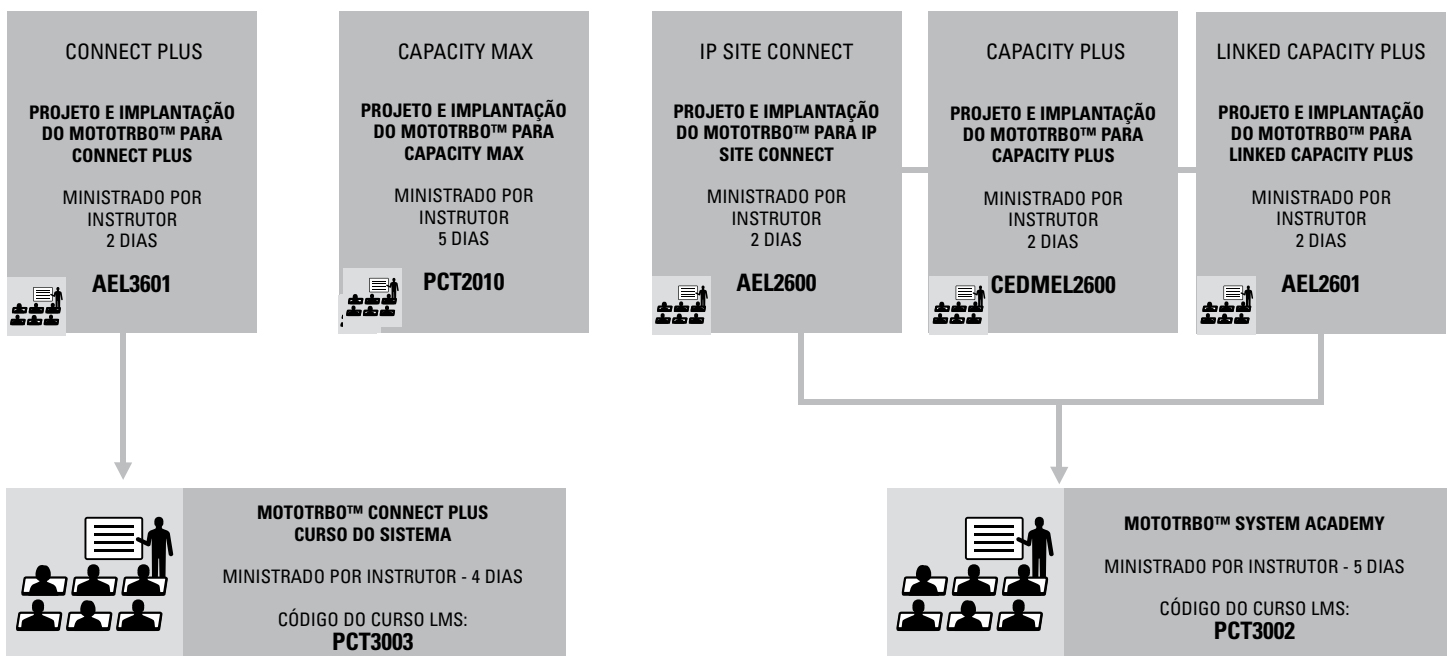 CONNECT PLUS
PROJETO E IMPLANTAÇÃO
DO MOTOTRBO™ PARA
CONNECT PLUS
MINISTRADO POR
INSTRUTOR
2 DIAS
AEL3601
CAPACITY MAX
PROJETO E IMPLANTAÇÃO
DO MOTOTRBO™ PARA
CAPACITY MAX
MINISTRADO POR
INSTRUTOR
5 DIAS
PCT2010
IP SITE CONNECT
PROJETO E IMPLANTAÇÃO
DO MOTOTRBO™ PARA IP
SITE CONNECT
MINISTRADO POR
INSTRUTOR
2 DIAS
AEL2600
CAPACITY PLUS
PROJETO E IMPLANTAÇÃO
DO MOTOTRBO™ PARA
CAPACITY PLUS
MINISTRADO POR
INSTRUTOR
2 DIAS
CEDMEL2600
LINKED CAPACITY PLUS
PROJETO E IMPLANTAÇÃO
DO MOTOTRBO™ PARA
LINKED CAPACITY PLUS
MINISTRADO POR
INSTRUTOR
2 DIAS
AEL2601
MOTOTRBO™ CONNECT PLUS
CURSO DO SISTEMA
MINISTRADO POR INSTRUTOR - 4 DIAS
CÓDIGO DO CURSO LMS:
PCT3003
MOTOTRBO™ SYSTEM ACADEMY
MINISTRADO POR INSTRUTOR - 5 DIAS
CÓDIGO DO CURSO LMS:
PCT3002